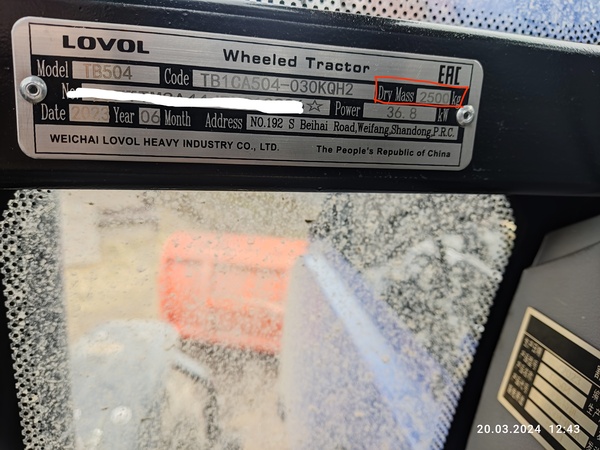 LOVOL
Wheeled Tractor
EAC
Model TB504 Code TB1CA504-030KQH2 Dry Mass 2500 kg
☆ Power 36.8 kW
Date 2023 Year 06 Month Address NO.192 S Beihai Road,Weifang,Shandong,P.R.C.
WEICHAI LOVOL HEAVY INDUSTRY CO., LTD. The People's Republic of China
20.03.2024 12:43